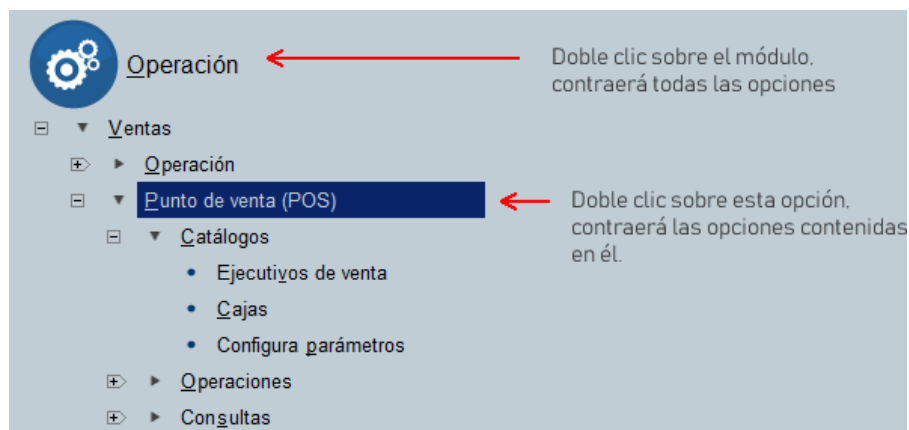 Operación
Doble clic sobre el módulo,
contraerá todas las opciones
Ventas
Operación
Punto de venta (POS)
Doble clic sobre esta opción,
contraerá las opciones contenidas
en él.
Catálogos
Ejecutivos de venta
Cajas
Configura parámetros
Operaciones
Consultas